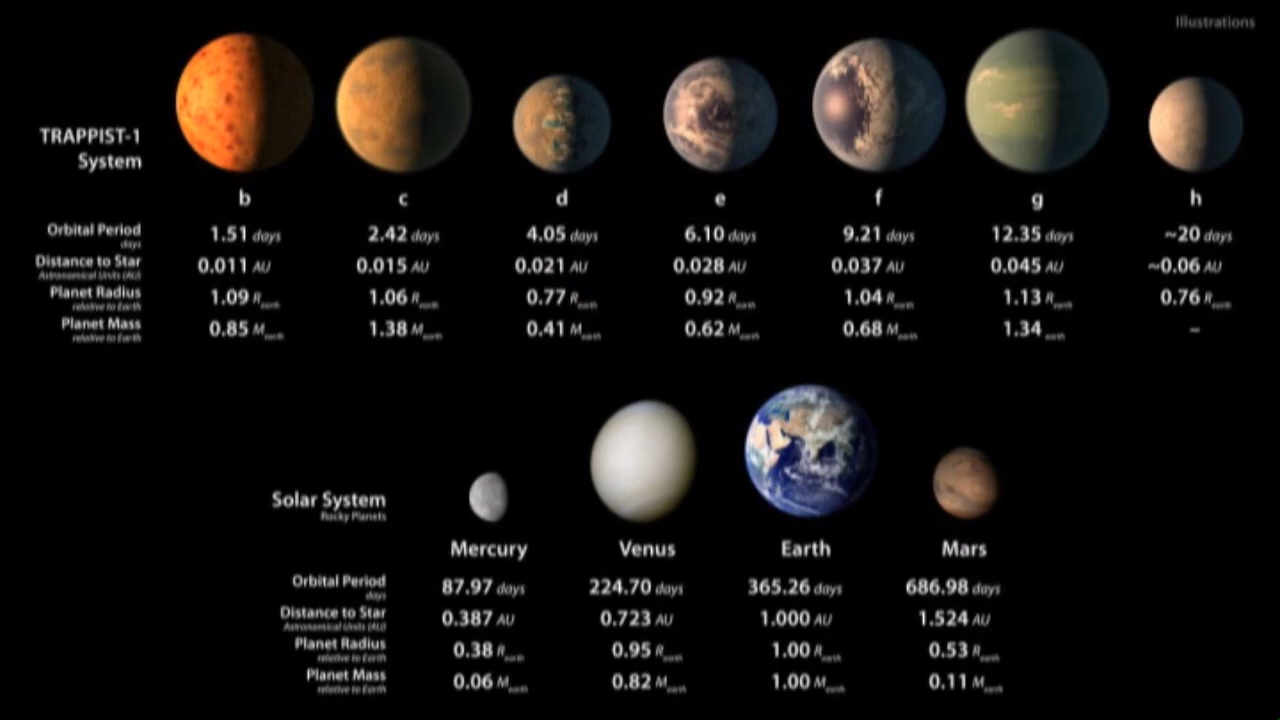 Illustrations
TRAPPIST-1
System
b c d e f g h
Orbital Period 1.51 days 2.42 days 4.05 days 6.10 days 9.21 days 12.35 days ~20 days
days
Distance to Star 0.011 AU 0.015 AU 0.021 AU 0.028 AU 0.037 AU 0.045 AU ~0.06 AU
Astronomical Units (AU)
Planet Radius 1.09 Rearth 1.06 Rearth 0.77 Rearth 0.92 Rearth 1.04 Rearth 1.13 Rearth 0.76 Rearth
relative to Earth
Planet Mass 0.85 Mearth 1.38 Mearth 0.41 Mearth 0.62 Mearth 0.68 Mearth 1.34 earth –
relative to Earth
Solar System
Rocky Planets
Mercury Venus Earth Mars
Orbital Period 87.97 days 224.70 days 365.26 days 686.98 days
days
Distance to Star 0.387 AU 0.723 AU 1.000 AU 1.524 AU
Astronomical Units (AU)
Planet Radius 0.38 Rearth 0.95 Rearth 1.00 Rearth 0.53 Rearth
relative to Earth
Planet Mass 0.06 Mearth 0.82 Mearth 1.00 Mearth 0.11 Mearth
relative to Earth